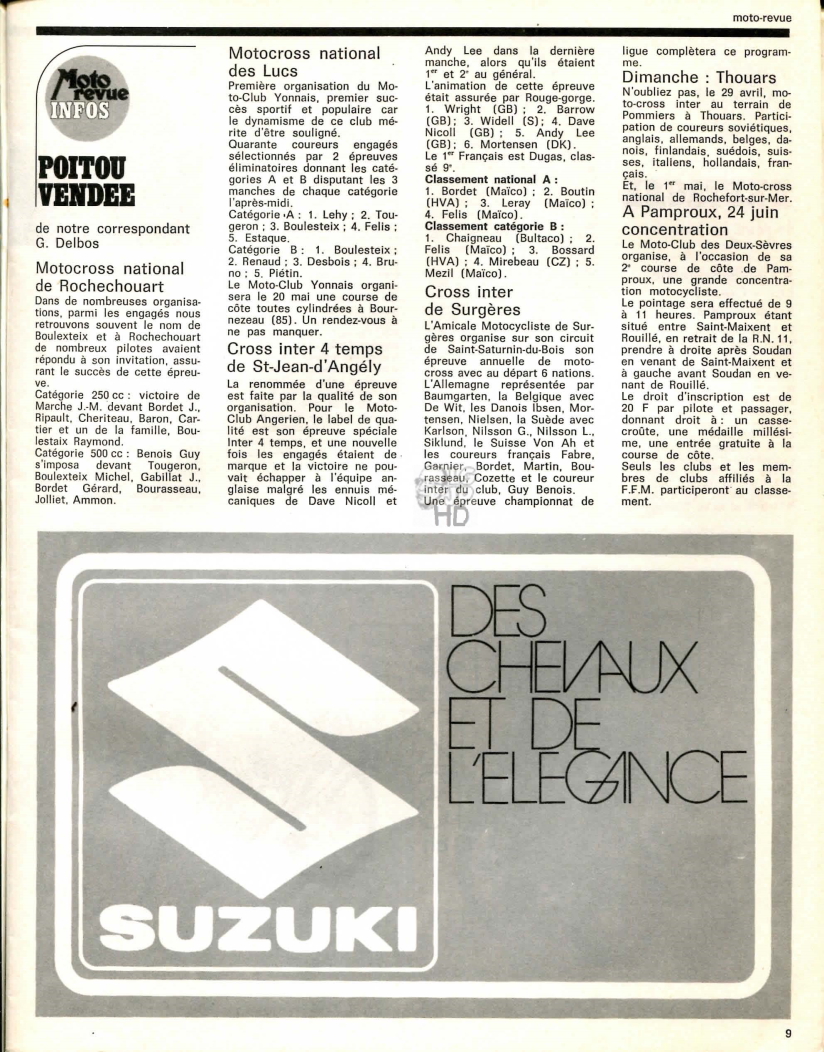 moto-revue
Moto
revue
INFOS
POITOU
VENDEE
de notre correspondant
G. Delbos
Motocross national
de Rochechouart
Dans de nombreuses organisa-
tions, parmi les engagés nous
retrouvons souvent le nom de
Boulexteix et à Rochechouart
de nombreux pilotes avaient
répondu à son invitation, assu-
rant le succès de cette épreu-
ve.
Catégorie 250 cc : victoire de
Marche J.-M. devant Bordet J.,
Ripault, Cheriteau, Baron, Car-
tier et un de la famille, Bou-
lestaix Raymond.
Catégorie 500 cc : Benois Guy
s'imposa devant Tougeron,
Boulexteix Michel, Gabillat J.,
Bordet Gérard, Bourasseau,
Jolliet, Ammon.
Motocross national
des Lucs
Première organisation du Mo-
to-Club Yonnais, premier suc-
cès sportif et populaire car
le dynamisme de ce club mé-
rite d'être souligné.
Quarante coureurs engagés
sélectionnés par 2 épreuves
éliminatoires donnant les caté-
gories A et B disputant les 3
manches de chaque catégorie
l'après-midi.
Catégorie A : 1. Lehy ; 2. Tou-
geron ; 3. Boulesteix ; 4. Felis ;
5. Estaque.
Catégorie B : 1. Boulesteix ;
2. Renaud ; 3. Desbois ; 4. Bru-
no ; 5. Piétin.
Le Moto-Club Yonnais organi-
sera le 20 mai une course de
côte toutes cylindrées à Bour-
nezeau (85). Un rendez-vous à
ne pas manquer.
Cross inter 4 temps
de St-Jean-d'Angély
La renommée d'une épreuve
est faite par la qualité de son
organisation. Pour le Moto-
Club Angerien, le label de qua-
lité est son épreuve spéciale
Inter 4 temps, et une nouvelle
fois les engagés étaient de
marque et la victoire ne pou-
vait échapper à l'équipe an-
glaise malgré les ennuis mé-
caniques de Dave Nicoll et
Andy Lee dans la dernière
manche, alors qu'ils étaient
1er et 2e au général.
L'animation de cette épreuve
était assurée par Rouge-gorge.
1. Wright (GB) ; 2. Barrow
(GB) ; 3. Widell (S) ; 4. Dave
Nicoll (GB) ; 5. Andy Lee
(GB) ; 6. Mortensen (DK).
Le 1er Français est Dugas, clas-
sé 9e.
Classement national A :
1. Bordet (Maïco) ; 2. Boutin
(HVA) ; 3. Leray (Maïco) ;
4. Felis (Maïco).
Classement catégorie B :
1. Chaigneau (Bultaco) ; 2.
Felis (Maïco) ; 3. Bossard
(HVA) ; 4. Mirebeau (CZ) ; 5.
Mezil (Maïco).
Cross inter
de Surgères
L'Amicale Motocycliste de Sur-
gères organise sur son circuit
de Saint-Saturnin-du-Bois son
épreuve annuelle de moto-
cross avec au départ 6 nations.
L'Allemagne représentée par
Baumgarten, la Belgique avec
De Wit, les Danois Ibsen, Mor-
tensen, Nielsen, la Suède avec
Karlson, Nilsson G., Nilsson L.,
Siklund, le Suisse Von Ah et
les coureurs français Fabre,
Garnier, Bordet, Martin, Bou-
rasseau, Cozette et le coureur
inter du club, Guy Benois.
Une épreuve championnat de
HD
ligue complètera ce program-
me.
Dimanche : Thouars
N'oubliez pas, le 29 avril, mo-
to-cross inter au terrain de
Pommiers à Thouars. Partici-
pation de coureurs soviétiques,
anglais, allemands, belges, da-
nois, finlandais, suédois, suis-
ses, italiens, hollandais, fran-
çais.
Et, le 1er mai, le Moto-cross
national de Rochefort-sur-Mer.
A Pamproux, 24 juin
concentration
Le Moto-Club des Deux-Sèvres
organise, à l'occasion de sa
2e course de côte de Pam-
proux, une grande concentra-
tion motocycliste.
Le pointage sera effectué de 9
à 11 heures. Pamproux étant
situé entre Saint-Maixent et
Rouillé, en retrait de la R.N. 11,
prendre à droite après Soudan
en venant de Saint-Maixent et
à gauche avant Soudan en ve-
nant de Rouillé.
Le droit d'inscription est de
20 F par pilote et passager,
donnant droit à : un casse-
croûte, une médaille millési-
me, une entrée gratuite à la
course de côte.
Seuls les clubs et les mem-
bres de clubs affiliés à la
F.F.M. participeront au classe-
ment.
DES
CHEVAUX
ET DE
L'ELEGANCE
SUZUKI
9